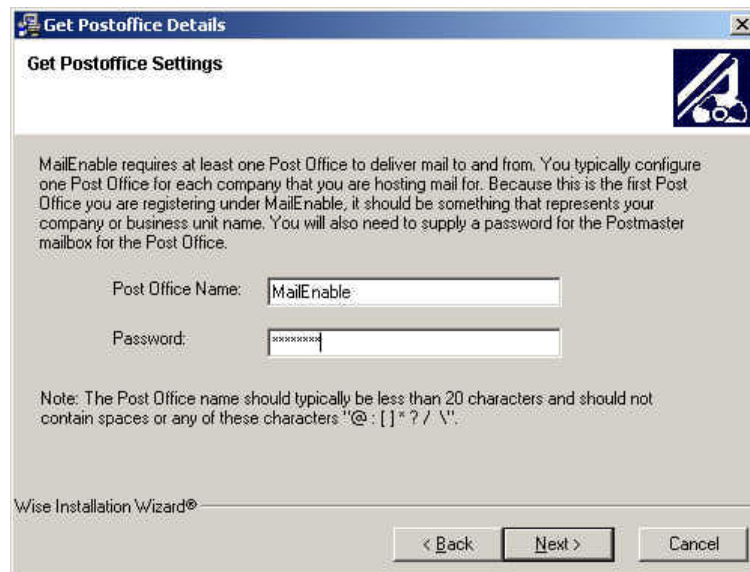 Get Postoffice Details
Get Postoffice Settings
MailEnable requires at least one Post Office to deliver mail to and from. You typically configure
one Post Office for each company that you are hosting mail for. Because this is the first Post
Office you are registering under MailEnable, it should be something that represents your
company or business unit name. You will also need to supply a password for the Postmaster
mailbox for the Post Office.
Post Office Name: MailEnable
Password: ********
Note: The Post Office name should typically be less than 20 characters and should not
contain spaces or any of these characters "@ : [ ] * ? / \".
Wise Installation Wizard®
< Back Next > Cancel